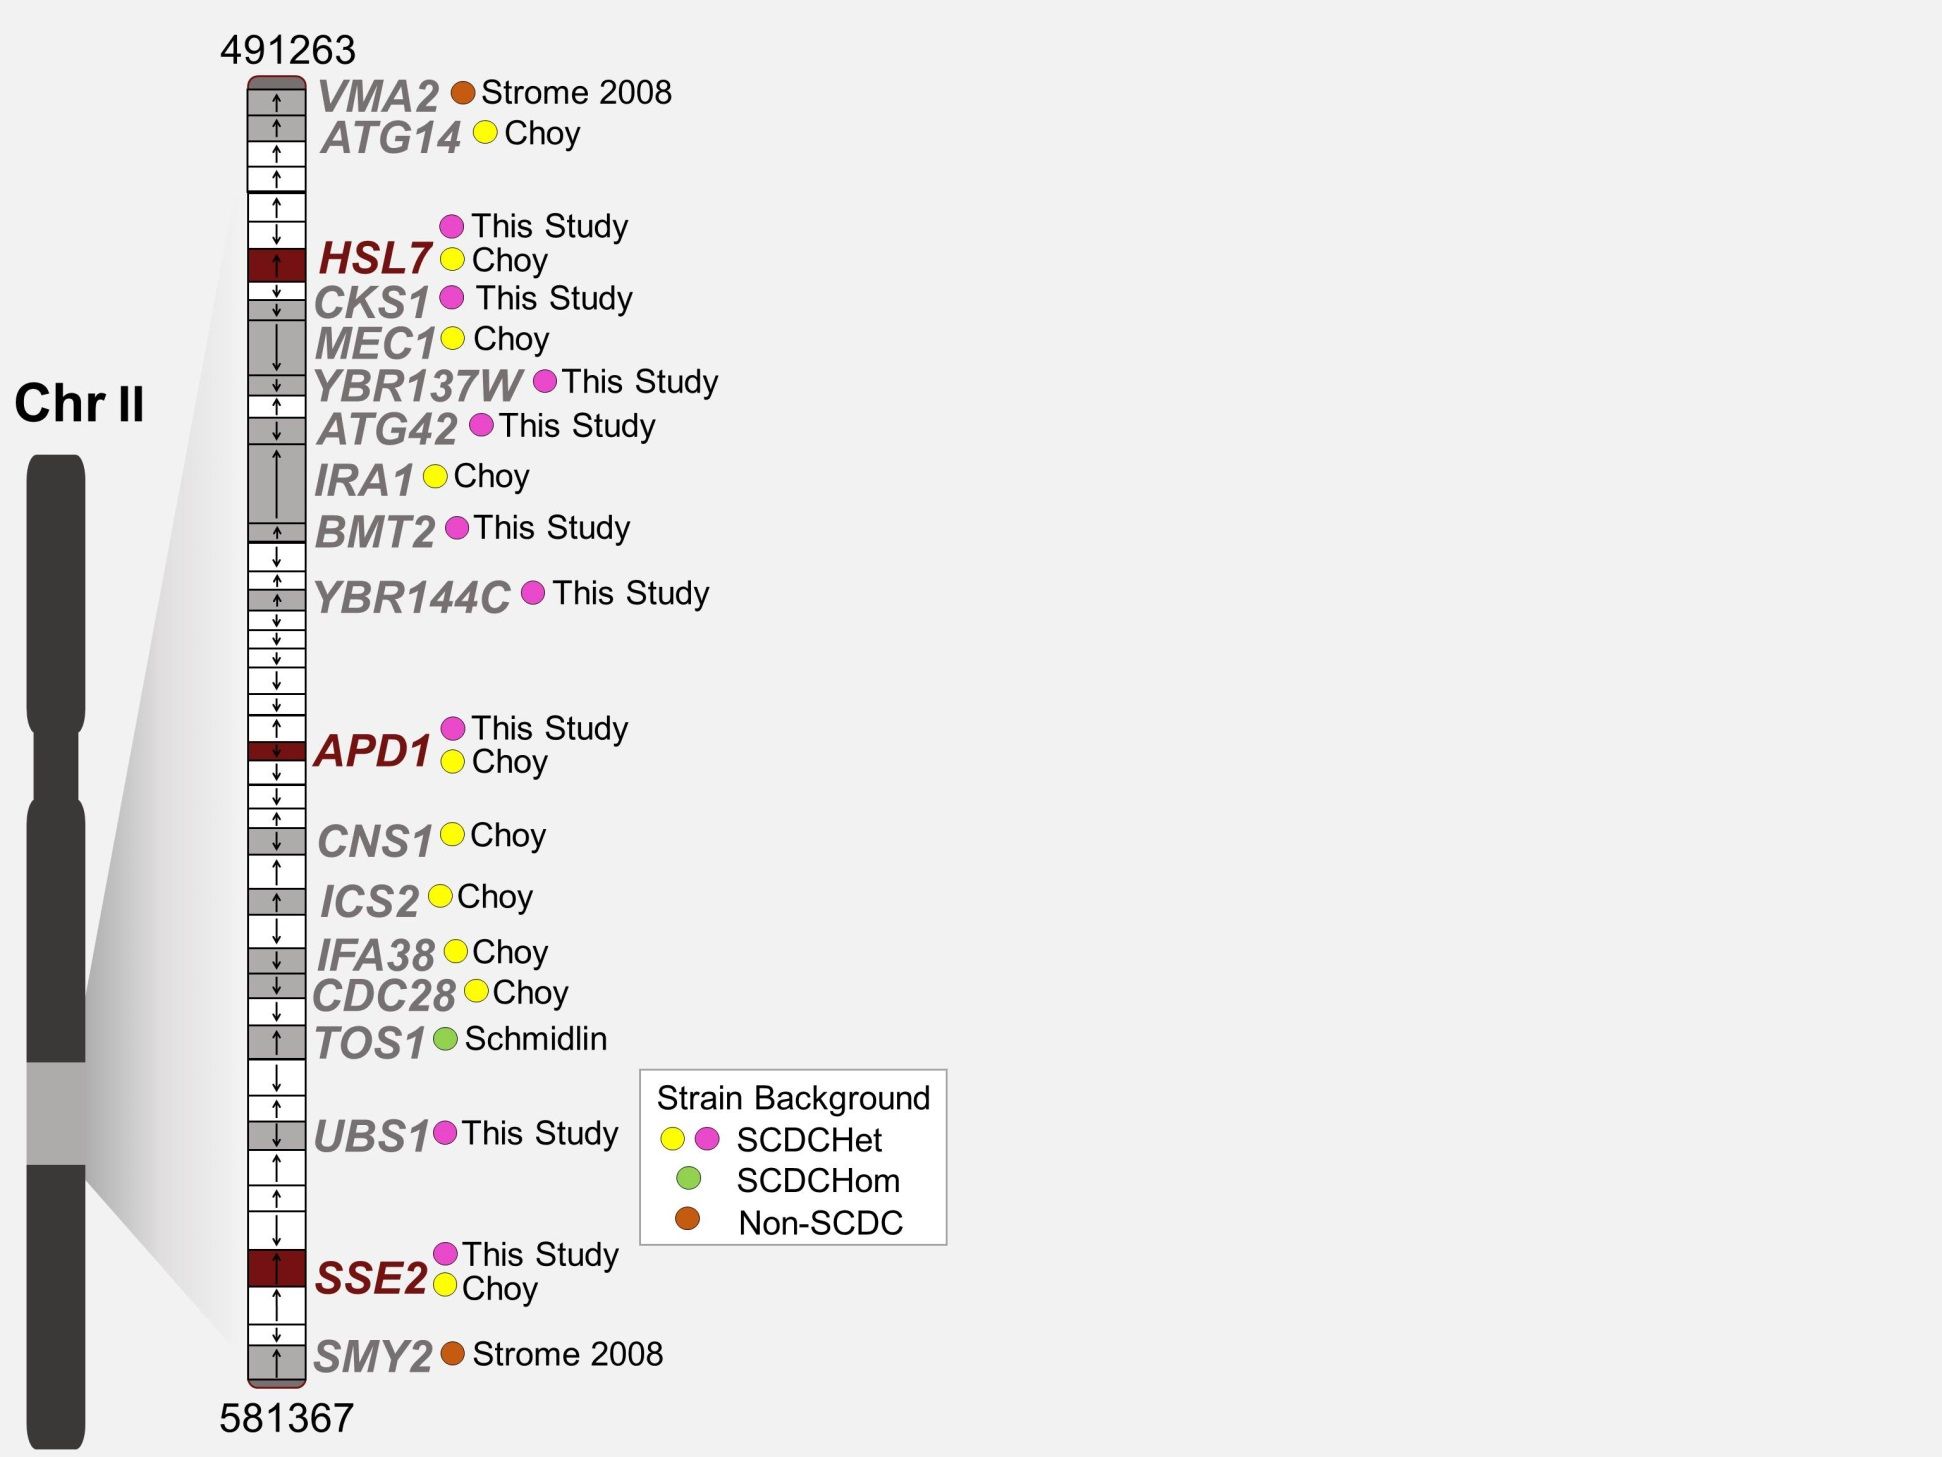 491263
VMA2 Strome 2008
ATG14 Choy
This Study
HSL7 Choy
CKS1 This Study
MEC1 Choy
YBR137W This Study
Chr II
ATG42 This Study
IRA1 Choy
BMT2 This Study
YBR144C This Study
This Study
APD1 Choy
CNS1 Choy
ICS2 Choy
IFA38 Choy
CDC28 Choy
TOS1 Schmidlin
UBS1 This Study
Strain Background
SCDCHet
SCDCHom
Non-SCDC
This Study
SSE2 Choy
SMY2 Strome 2008
581367